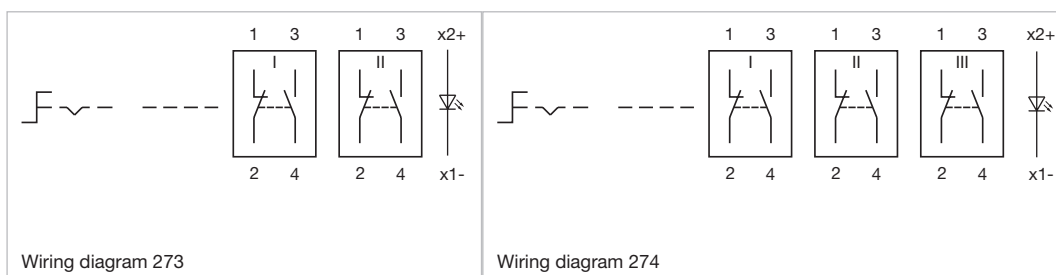 1 3 1 3 x2+
I II
2 4 2 4 x1-
Wiring diagram 273
1 3 1 3 1 3 x2+
I II III
2 4 2 4 2 4 x1-
Wiring diagram 274